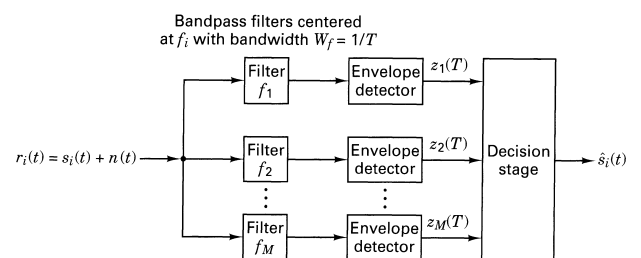 Bandpass filters centered
at f_i with bandwidth W_f = 1/T
Filter
f_1
Envelope
detector
z_1(T)
r_i(t) = s_i(t) + n(t)
Filter
f_2
Envelope
detector
z_2(T)
Decision
stage
ŝ_i(t)
Filter
f_M
Envelope
detector
z_M(T)